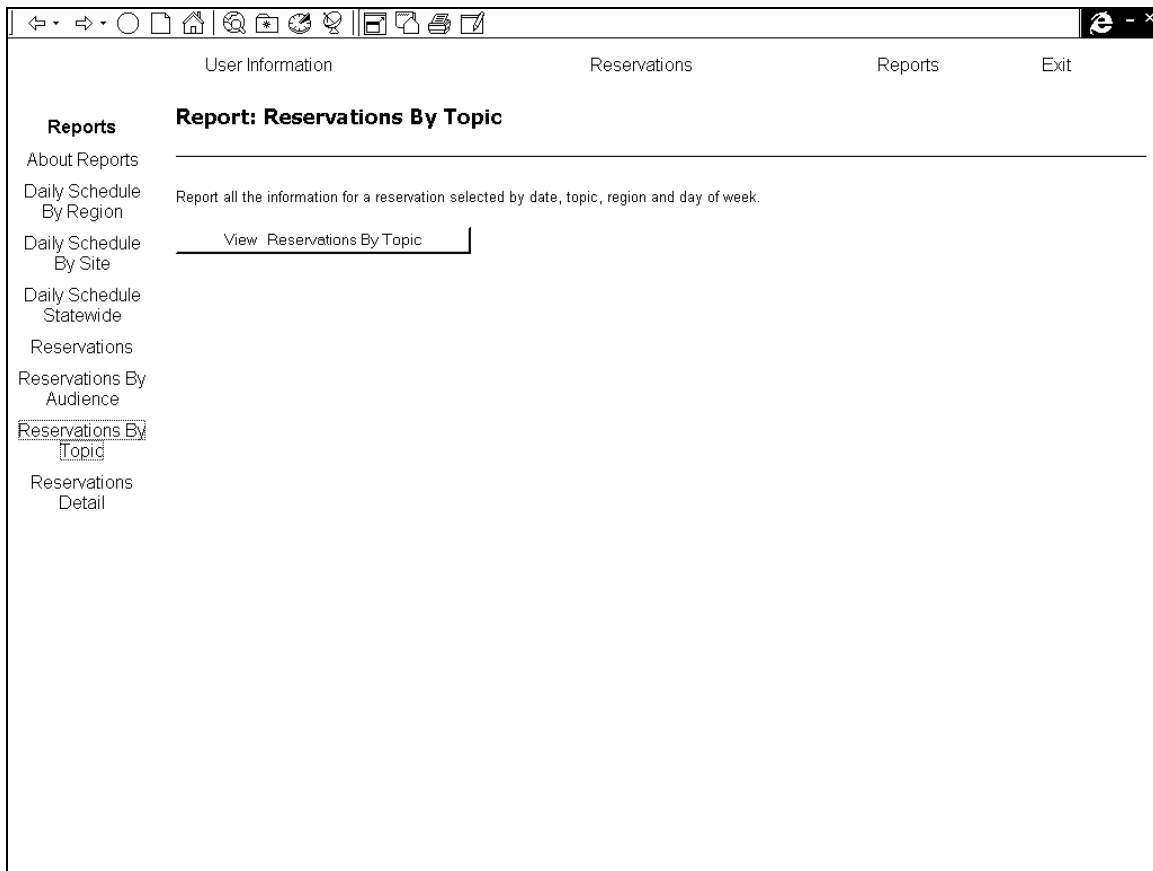 User Information Reservations Reports Exit
Reports
About Reports
Daily Schedule
By Region
Daily Schedule
By Site
Daily Schedule
Statewide
Reservations
Reservations By
Audience
Reservations By
Topic
Reservations
Detail
Report: Reservations By Topic
Report all the information for a reservation selected by date, topic, region and day of week.
View Reservations By Topic